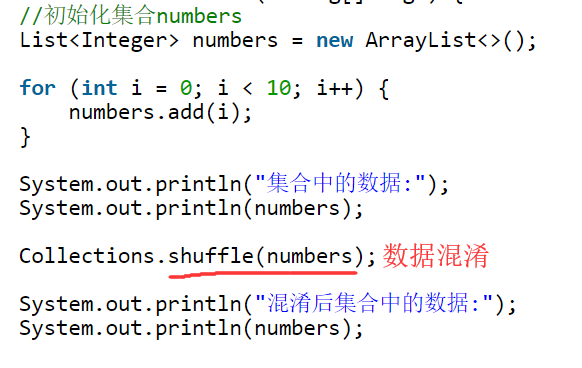 //初始化集合numbers
List<Integer> numbers = new ArrayList<>();
for (int i = 0; i < 10; i++) {
numbers.add(i);
}
System.out.println("集合中的数据:");
System.out.println(numbers);
Collections.shuffle(numbers); 数据混淆
System.out.println("混淆后集合中的数据:");
System.out.println(numbers);